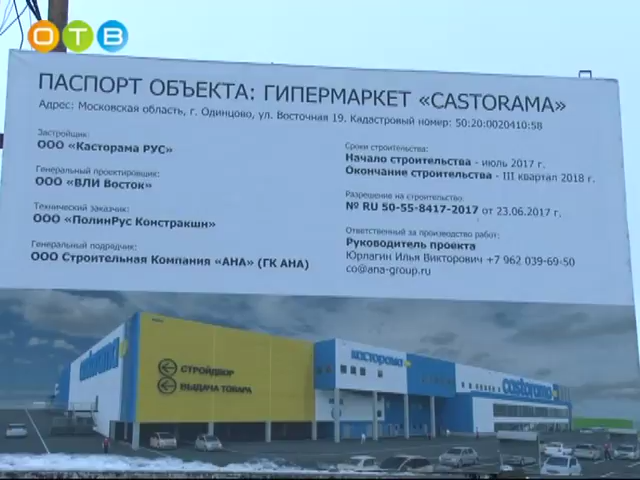 ОТВ
ПАСПОРТ ОБЪЕКТА: ГИПЕРМАРКЕТ «CASTORAMA»
Адрес: Московская область, г. Одинцово, ул. Восточная 19. Кадастровый номер: 50:20:0020410:58
Застройщик:
ООО «Касторама РУС»
Генеральный проектировщик:
ООО «ВЛИ Восток»
Технический заказчик:
ООО «ПолинРус Констракшн»
Генеральный подрядчик:
ООО Строительная Компания «АНА» (ГК АНА)
Сроки строительства:
Начало строительства - июль 2017 г.
Окончание строительства - III квартал 2018 г.
Разрешение на строительство:
№ RU 50-55-8417-2017 от 23.06.2017 г.
Ответственный за производство работ:
Руководитель проекта
Юрлагин Илья Викторович +7 962 039-69-50
co@ana-group.ru
castorama
СТРОЙДВОР
ВЫДАЧА ТОВАРА
касторама
castorama